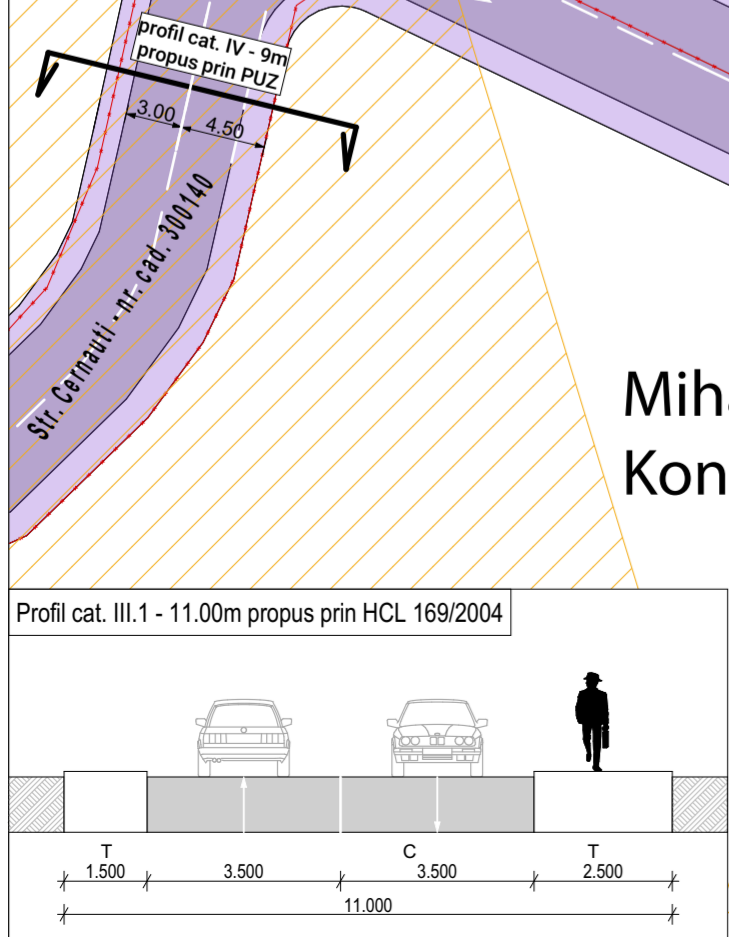 profil cat. IV - 9m
propus prin PUZ
3.00
4.50
Str. Cernauti - nr. cad. 300140
Mih
Kon
Profil cat. III.1 - 11.00m propus prin HCL 169/2004
T C T
1.500 3.500 3.500 2.500
11.000